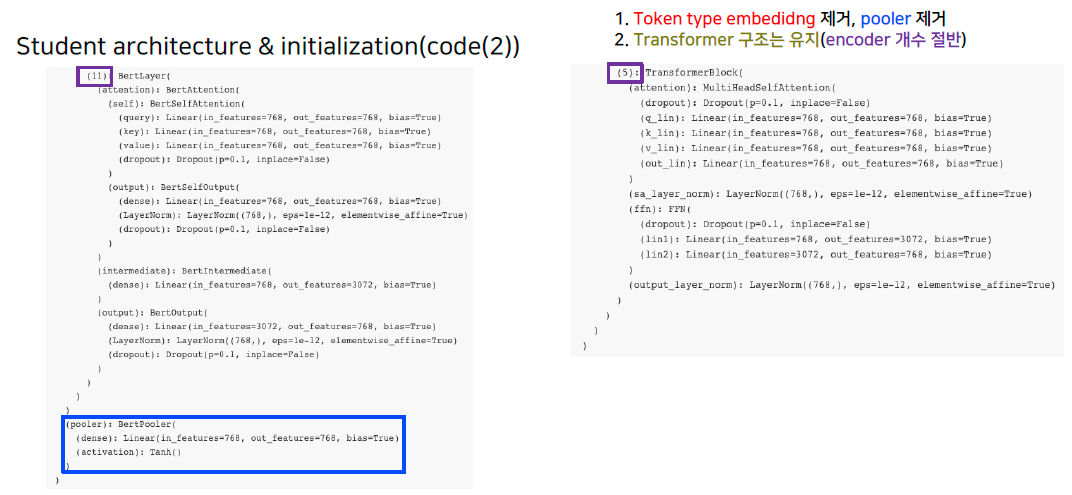 Student architecture & initialization(code(2))
(11): BertLayer(
(attention): BertAttention(
(self): BertSelfAttention(
(query): Linear(in_features=768, out_features=768, bias=True)
(key): Linear(in_features=768, out_features=768, bias=True)
(value): Linear(in_features=768, out_features=768, bias=True)
(dropout): Dropout(p=0.1, inplace=False)
)
(output): BertSelfOutput(
(dense): Linear(in_features=768, out_features=768, bias=True)
(LayerNorm): LayerNorm((768,), eps=1e-12, elementwise_affine=True)
(dropout): Dropout(p=0.1, inplace=False)
)
)
(intermediate): BertIntermediate(
(dense): Linear(in_features=768, out_features=3072, bias=True)
)
(output): BertOutput(
(dense): Linear(in_features=3072, out_features=768, bias=True)
(LayerNorm): LayerNorm((768,), eps=1e-12, elementwise_affine=True)
(dropout): Dropout(p=0.1, inplace=False)
)
)
)
)
(pooler): BertPooler(
(dense): Linear(in_features=768, out_features=768, bias=True)
(activation): Tanh()
)
)
1. Token type embedidng 제거, pooler 제거
2. Transformer 구조는 유지(encoder 개수 절반)
(5): TransformerBlock(
(attention): MultiHeadSelfAttention(
(dropout): Dropout(p=0.1, inplace=False)
(q_lin): Linear(in_features=768, out_features=768, bias=True)
(k_lin): Linear(in_features=768, out_features=768, bias=True)
(v_lin): Linear(in_features=768, out_features=768, bias=True)
(out_lin): Linear(in_features=768, out_features=768, bias=True)
)
(sa_layer_norm): LayerNorm((768,), eps=1e-12, elementwise_affine=True)
(ffn): FFN(
(dropout): Dropout(p=0.1, inplace=False)
(lin1): Linear(in_features=768, out_features=3072, bias=True)
(lin2): Linear(in_features=3072, out_features=768, bias=True)
)
(output_layer_norm): LayerNorm((768,), eps=1e-12, elementwise_affine=True)
)
)
)
)